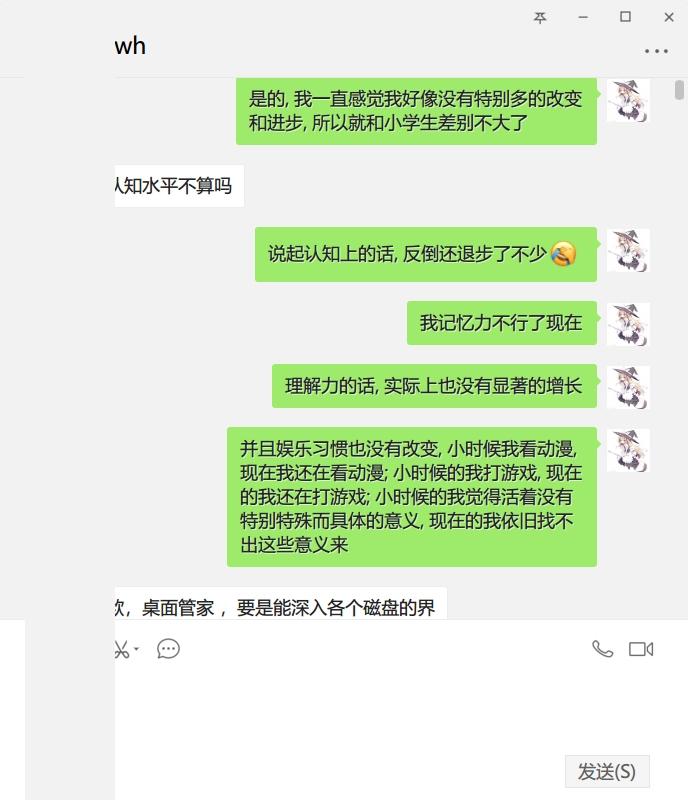 wh
是的, 我一直感觉我好像没有特别多的改变
和进步, 所以就和小学生差别不大了
认知水平不算吗
说起认知上的话, 反倒还退步了不少
我记忆力不行了现在
理解力的话, 实际上也没有显著的增长
并且娱乐习惯也没有改变, 小时候我看动漫,
现在我还在看动漫; 小时候的我打游戏, 现在
的我还在打游戏; 小时候的我觉得活着没有
特别特殊而具体的意义, 现在的我依旧找不
出这些意义来
，桌面管家 ，要是能深入各个磁盘的界
发送(S)